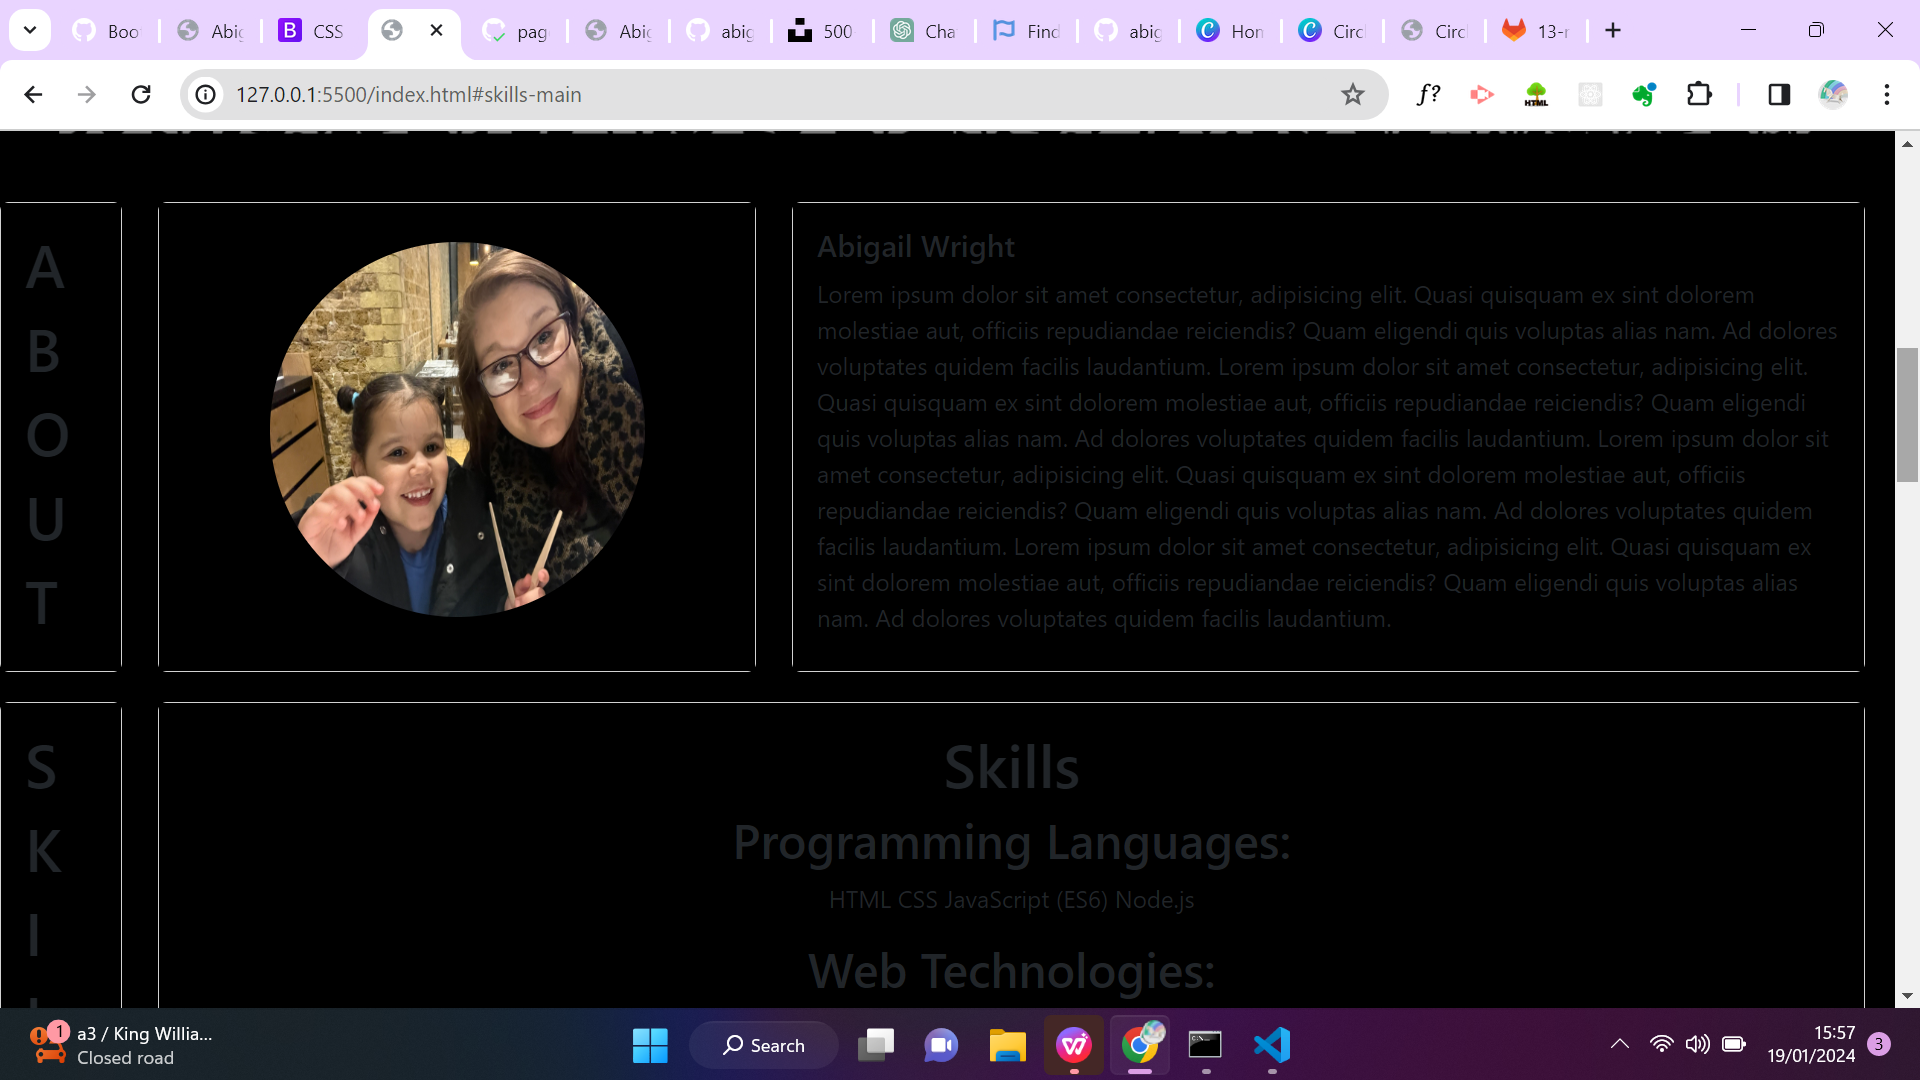 Boo
Abig
CSS
pag
Abig
abig
500
Cha
Find
abig
Hon
Circl
Circl
13-r
127.0.0.1:5500/index.html#skills-main
f?
HTML
A
B
O
U
T
Abigail Wright
Lorem ipsum dolor sit amet consectetur, adipisicing elit. Quasi quisquam ex sint dolorem
molestiae aut, officiis repudiandae reiciendis? Quam eligendi quis voluptas alias nam. Ad dolores
voluptates quidem facilis laudantium. Lorem ipsum dolor sit amet consectetur, adipisicing elit.
Quasi quisquam ex sint dolorem molestiae aut, officiis repudiandae reiciendis? Quam eligendi
quis voluptas alias nam. Ad dolores voluptates quidem facilis laudantium. Lorem ipsum dolor sit
amet consectetur, adipisicing elit. Quasi quisquam ex sint dolorem molestiae aut, officiis
repudiandae reiciendis? Quam eligendi quis voluptas alias nam. Ad dolores voluptates quidem
facilis laudantium. Lorem ipsum dolor sit amet consectetur, adipisicing elit. Quasi quisquam ex
sint dolorem molestiae aut, officiis repudiandae reiciendis? Quam eligendi quis voluptas alias
nam. Ad dolores voluptates quidem facilis laudantium.
S
K
I
Skills
Programming Languages:
HTML CSS JavaScript (ES6) Node.js
Web Technologies:
1
a3 / King Willia...
Closed road
Search
15:57
19/01/2024
3